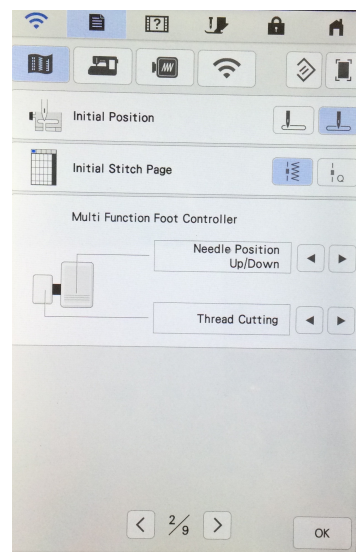 Initial Position
Initial Stitch Page
Q
Multi Function Foot Controller
Needle Position
Up/Down
Thread Cutting
2/9
OK